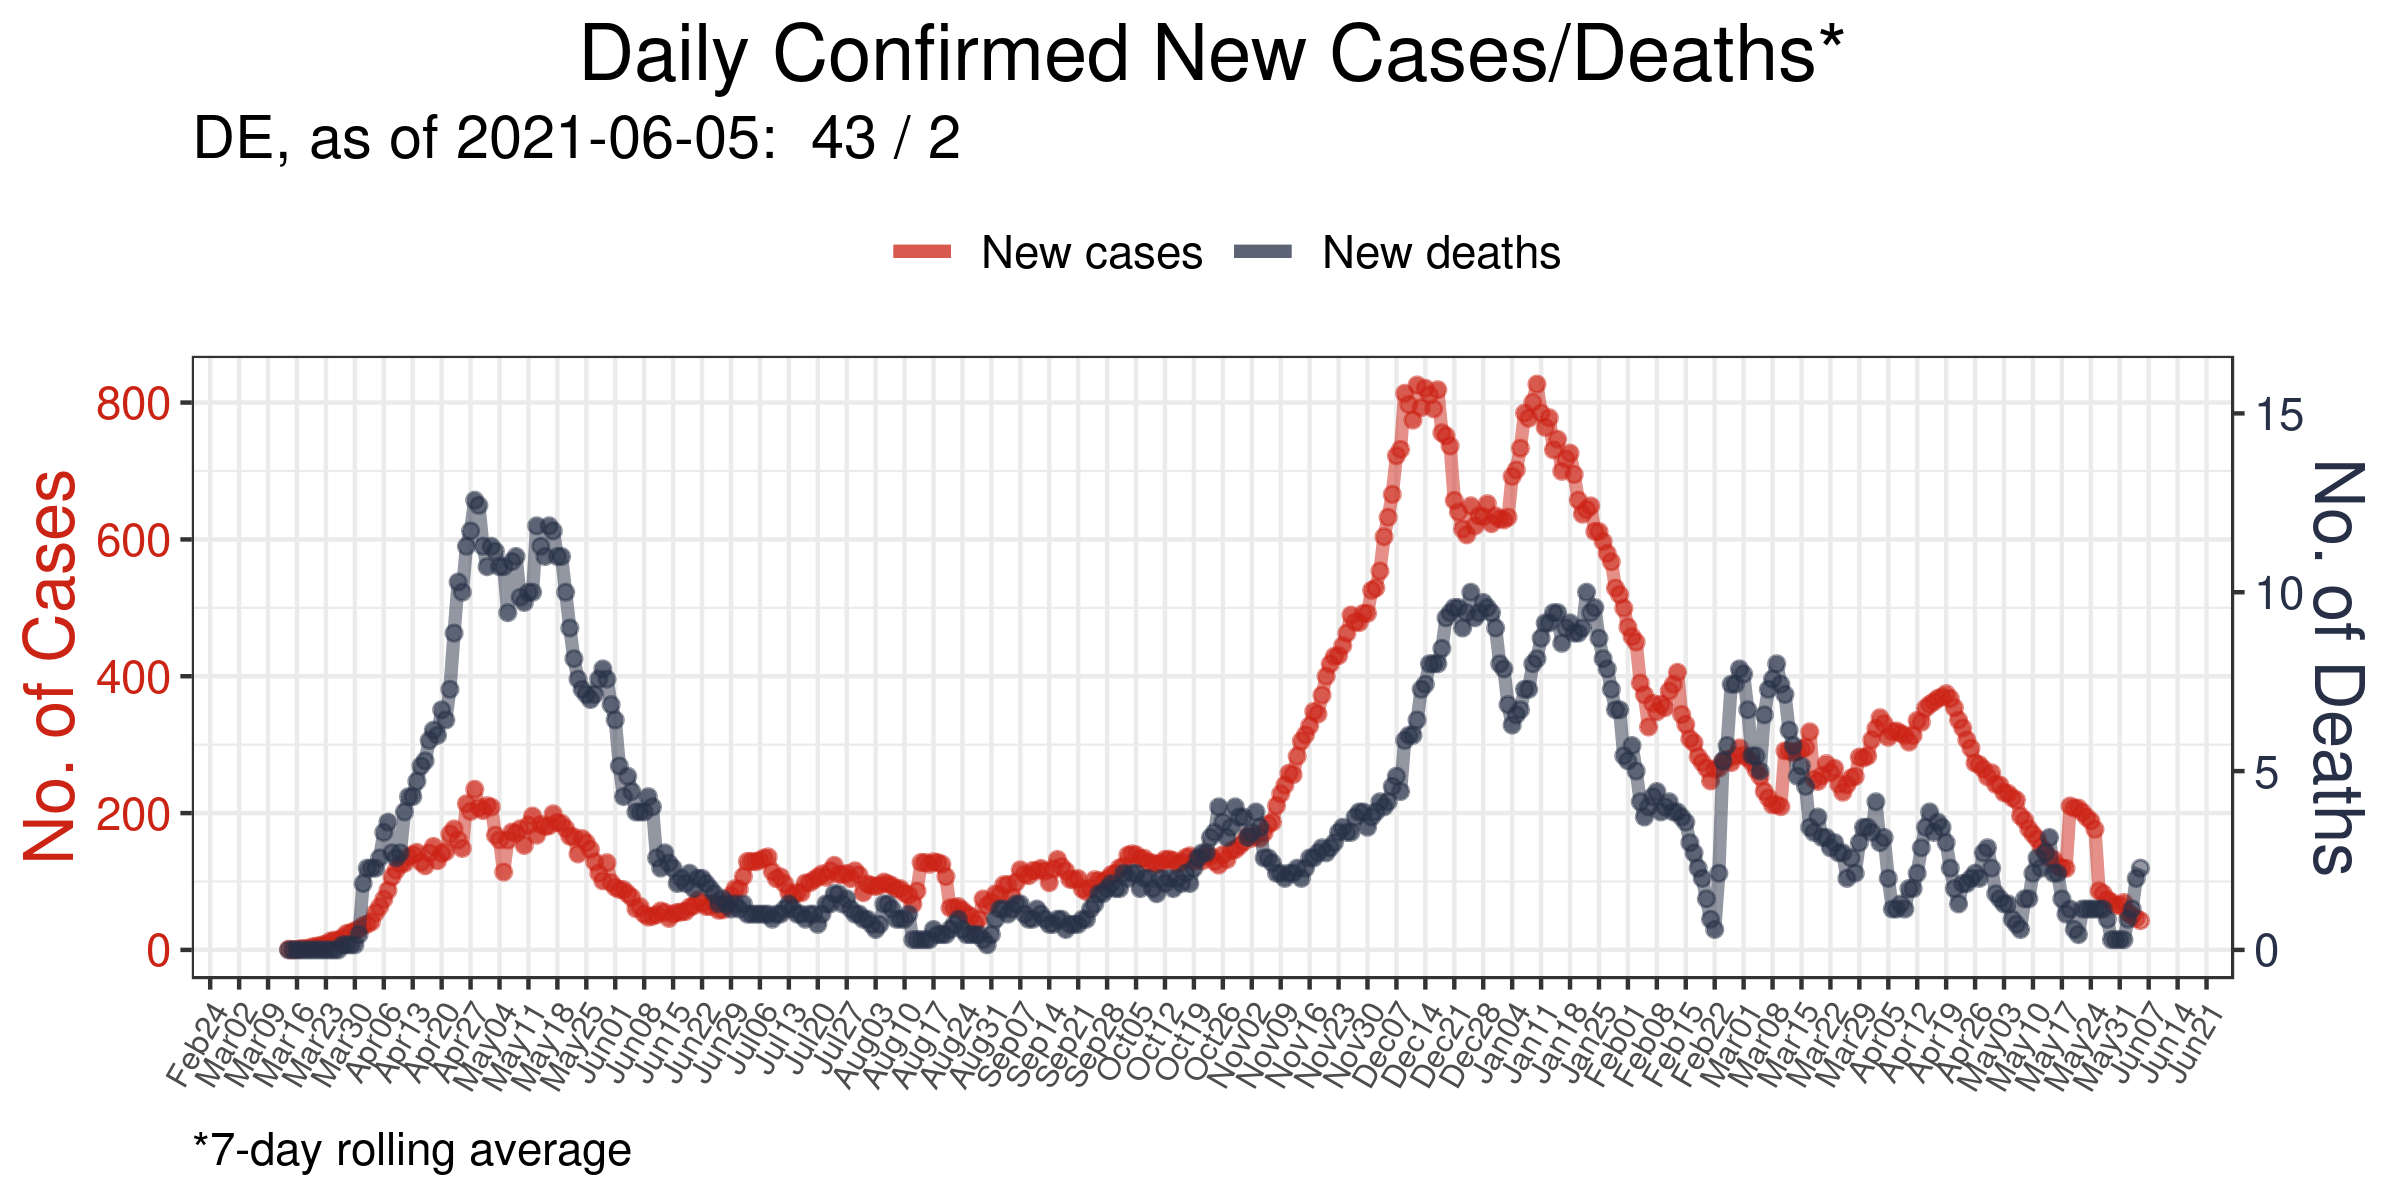 Daily Confirmed New Cases/Deaths*
DE, as of 2021-06-05:  43 / 2
New cases
New deaths
No. of Cases
800
600
400
200
0
15
10
5
0
No. of Deaths
Feb24
Mar02
Mar09
Mar16
Mar23
Mar30
Apr06
Apr13
Apr20
Apr27
May04
May11
May18
May25
Jun01
Jun08
Jun15
Jun22
Jun29
Jul06
Jul13
Jul20
Jul27
Aug03
Aug10
Aug17
Aug24
Aug31
Sep07
Sep14
Sep21
Sep28
Oct05
Oct12
Oct19
Oct26
Nov02
Nov09
Nov16
Nov23
Nov30
Dec07
Dec14
Dec21
Dec28
Jan04
Jan11
Jan18
Jan25
Feb01
Feb08
Feb15
Feb22
Mar01
Mar08
Mar15
Mar22
Mar29
Apr05
Apr12
Apr19
Apr26
May03
May10
May17
May24
May31
Jun07
Jun14
Jun21
*7-day rolling average